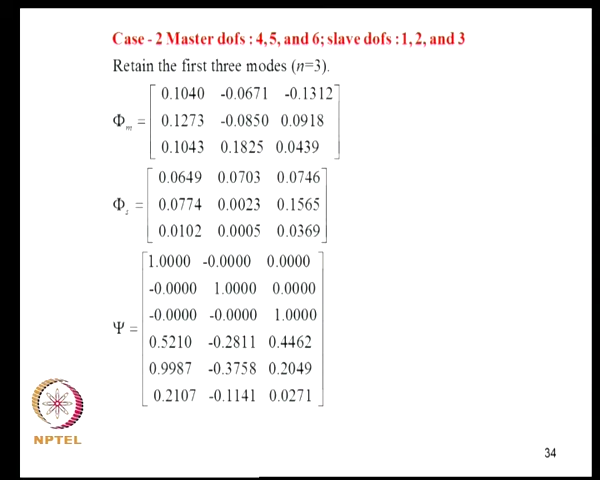 Case - 2 Master dofs : 4, 5, and 6; slave dofs : 1, 2, and 3
Retain the first three modes (n=3).
Φm = [ 0.1040 -0.0671 -0.1312
0.1273 -0.0850 0.0918
0.1043 0.1825 0.0439 ]
Φs = [ 0.0649 0.0703 0.0746
0.0774 0.0023 0.1565
0.0102 0.0005 0.0369 ]
Ψ = [ 1.0000 -0.0000 0.0000
-0.0000 1.0000 0.0000
-0.0000 -0.0000 1.0000
0.5210 -0.2811 0.4462
0.9987 -0.3758 0.2049
0.2107 -0.1141 0.0271 ]
NPTEL
34